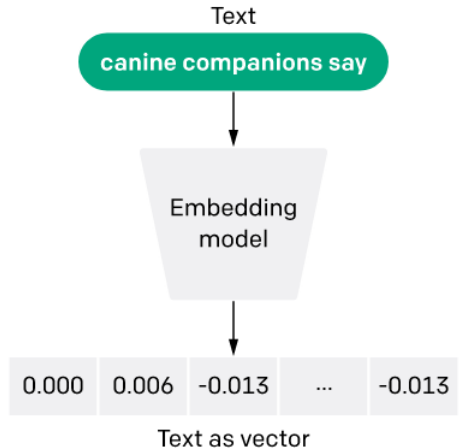 Text
canine companions say
Embedding
model
0.000 0.006 -0.013 ... -0.013
Text as vector